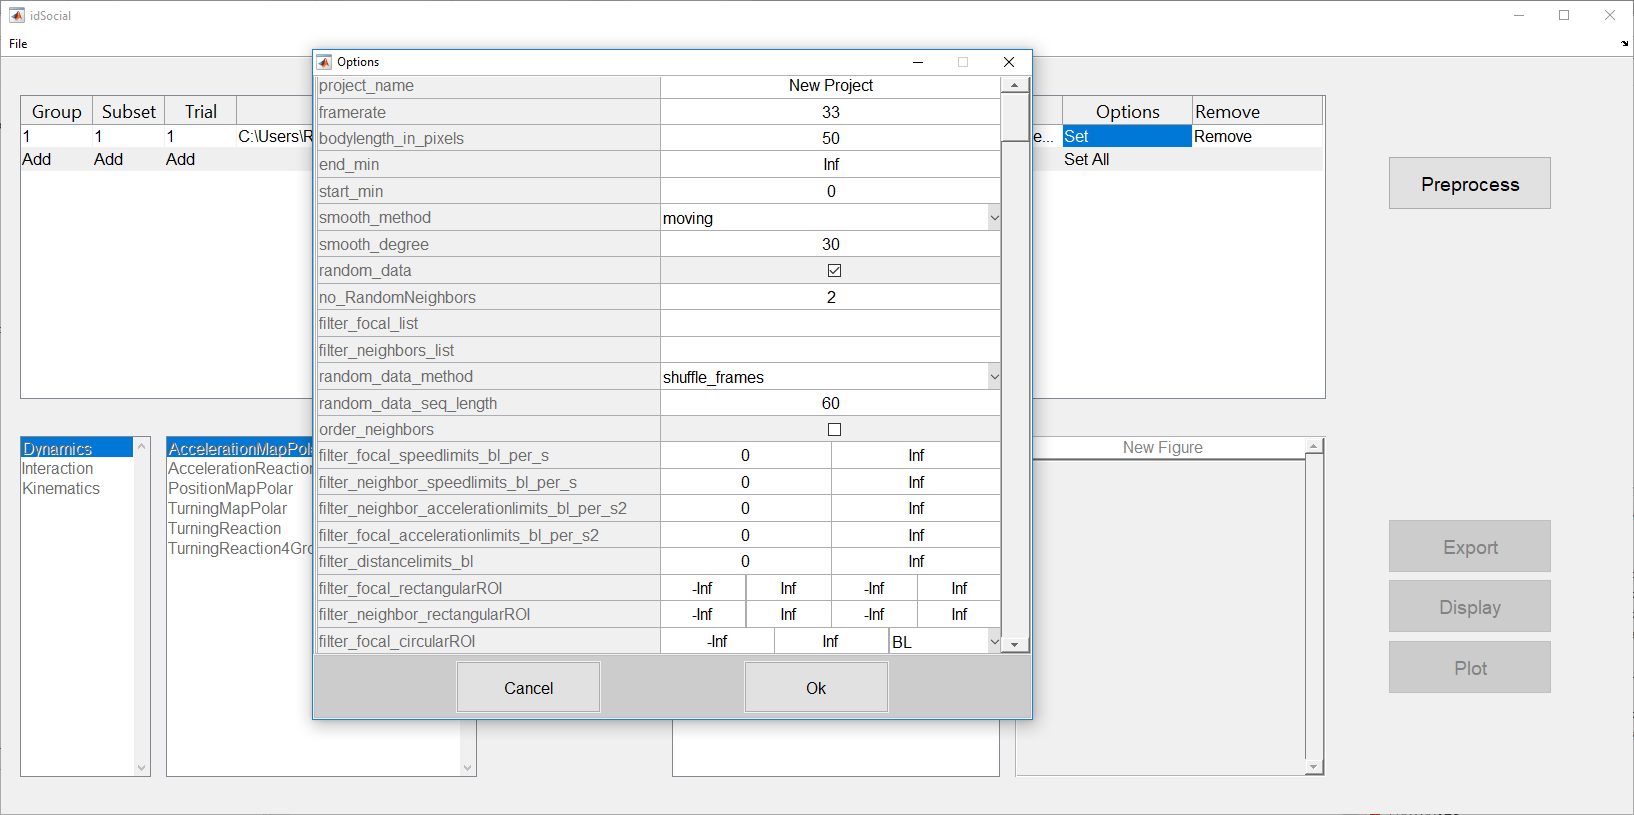 idSocial
File
Options
Group Subset Trial Options Remove
1 1 1 C:\Users\R e... Set Remove
Add Add Add Set All
Preprocess
project_name New Project
framerate 33
bodylength_in_pixels 50
end_min Inf
start_min 0
smooth_method moving
smooth_degree 30
random_data
no_RandomNeighbors 2
filter_focal_list
filter_neighbors_list
random_data_method shuffle_frames
random_data_seq_length 60
order_neighbors
filter_focal_speedlimits_bl_per_s 0 Inf
filter_neighbor_speedlimits_bl_per_s 0 Inf
filter_neighbor_accelerationlimits_bl_per_s2 0 Inf
filter_focal_accelerationlimits_bl_per_s2 0 Inf
filter_distancelimits_bl 0 Inf
filter_focal_rectangularROI -Inf Inf -Inf Inf
filter_neighbor_rectangularROI -Inf Inf -Inf Inf
filter_focal_circularROI -Inf Inf BL
Cancel Ok
Dynamics
Interaction
Kinematics
AccelerationMapPola
AccelerationReaction
PositionMapPolar
TurningMapPolar
TurningReaction
TurningReaction4Gro
New Figure
Export
Display
Plot